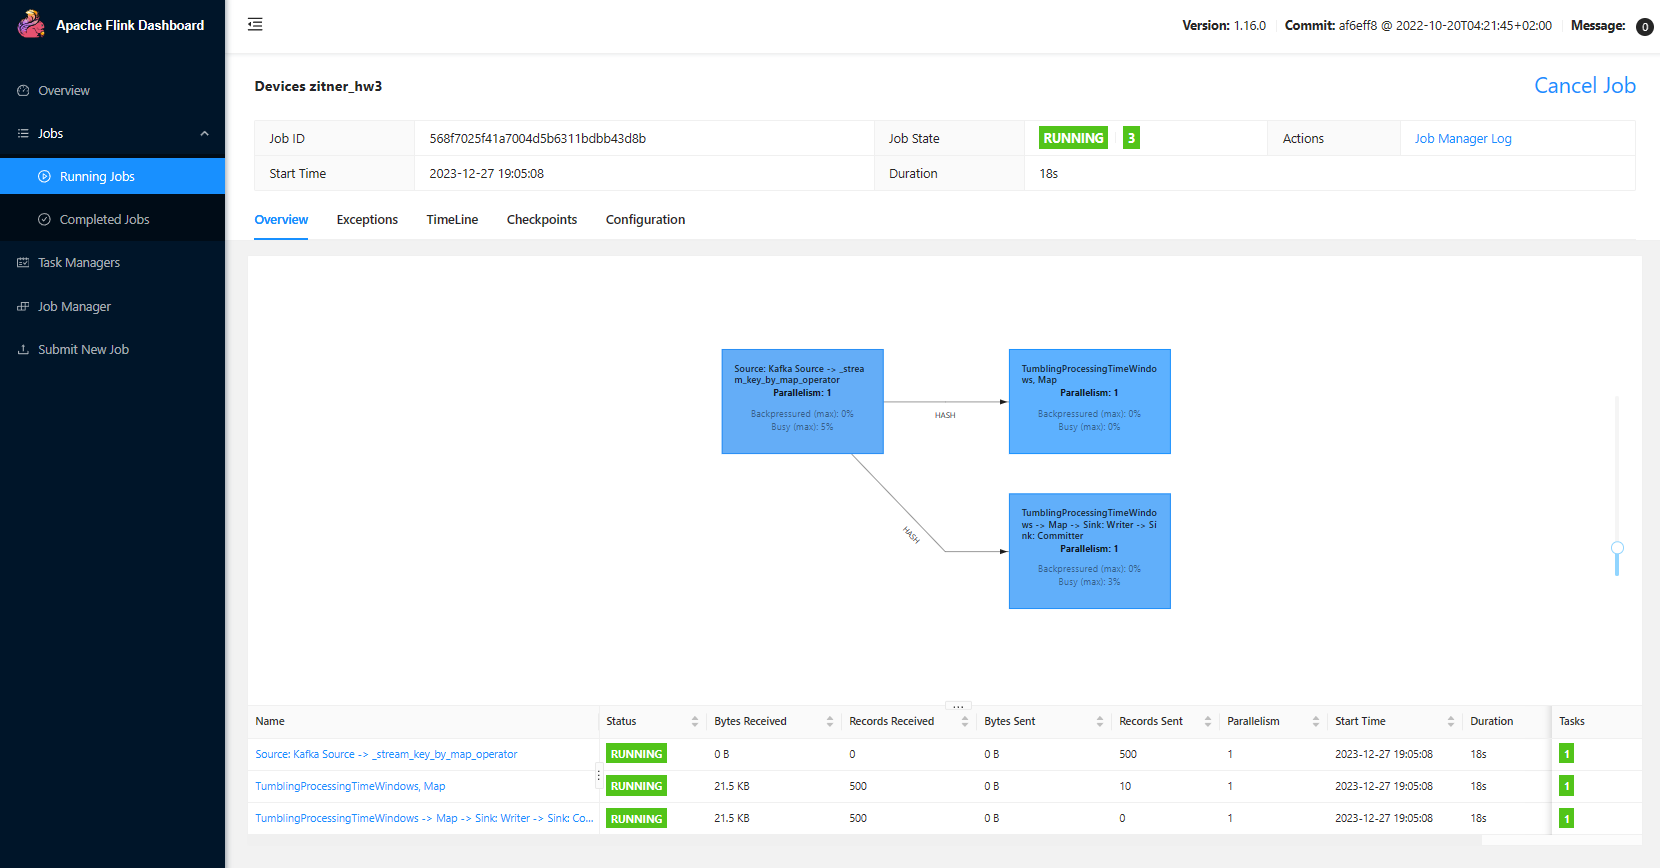 Apache Flink Dashboard
Version: 1.16.0 Commit: af6eff8 @ 2022-10-20T04:21:45+02:00 Message: 0
Overview
Jobs
Running Jobs
Completed Jobs
Task Managers
Job Manager
Submit New Job
Devices zitner_hw3
Cancel Job
Job ID 568f7025f41a7004d5b6311bdbb43d8b Job State RUNNING 3 Actions Job Manager Log
Start Time 2023-12-27 19:05:08 Duration 18s
Overview Exceptions TimeLine Checkpoints Configuration
Source: Kafka Source -> _strea
m_key_by_map_operator
Parallelism: 1
Backpressured (max): 0%
Busy (max): 5%
HASH
TumblingProcessingTimeWindo
ws, Map
Parallelism: 1
Backpressured (max): 0%
Busy (max): 0%
HASH
TumblingProcessingTimeWindo
ws -> Map -> Sink: Writer -> Si
nk: Committer
Parallelism: 1
Backpressured (max): 0%
Busy (max): 3%
Name Status Bytes Received Records Received Bytes Sent Records Sent Parallelism Start Time Duration Tasks
Source: Kafka Source -> _stream_key_by_map_operator RUNNING 0 B 0 0 B 500 1 2023-12-27 19:05:08 18s 1
TumblingProcessingTimeWindows, Map RUNNING 21.5 KB 500 0 B 10 1 2023-12-27 19:05:08 18s 1
TumblingProcessingTimeWindows -> Map -> Sink: Writer -> Sink: Co... RUNNING 21.5 KB 500 0 B 0 1 2023-12-27 19:05:08 18s 1